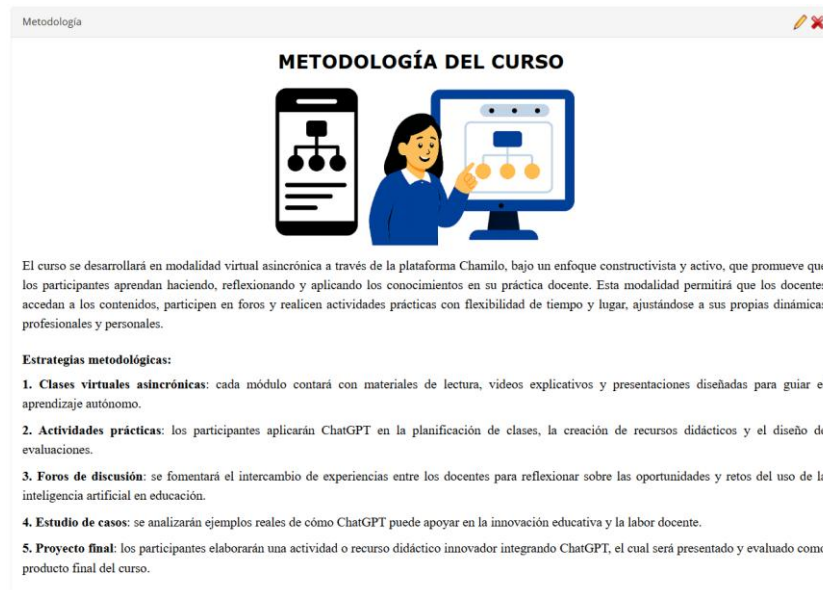 Metodología
METODOLOGÍA DEL CURSO
El curso se desarrollará en modalidad virtual asincrónica a través de la plataforma Chamilo, bajo un enfoque constructivista y activo, que promueve que
los participantes aprendan haciendo, reflexionando y aplicando los conocimientos en su práctica docente. Esta modalidad permitirá que los docentes
accedan a los contenidos, participen en foros y realicen actividades prácticas con flexibilidad de tiempo y lugar, ajustándose a sus propias dinámicas
profesionales y personales.
Estrategias metodológicas:
1. Clases virtuales asincrónicas: cada módulo contará con materiales de lectura, videos explicativos y presentaciones diseñadas para guiar e
aprendizaje autónomo.
2. Actividades prácticas: los participantes aplicarán ChatGPT en la planificación de clases, la creación de recursos didácticos y el diseño de
evaluaciones.
3. Foros de discusión: se fomentará el intercambio de experiencias entre los docentes para reflexionar sobre las oportunidades y retos del uso de la
inteligencia artificial en educación.
4. Estudio de casos: se analizarán ejemplos reales de cómo ChatGPT puede apoyar en la innovación educativa y la labor docente.
5. Proyecto final: los participantes elaborarán una actividad o recurso didáctico innovador integrando ChatGPT, el cual será presentado y evaluado como
producto final del curso.